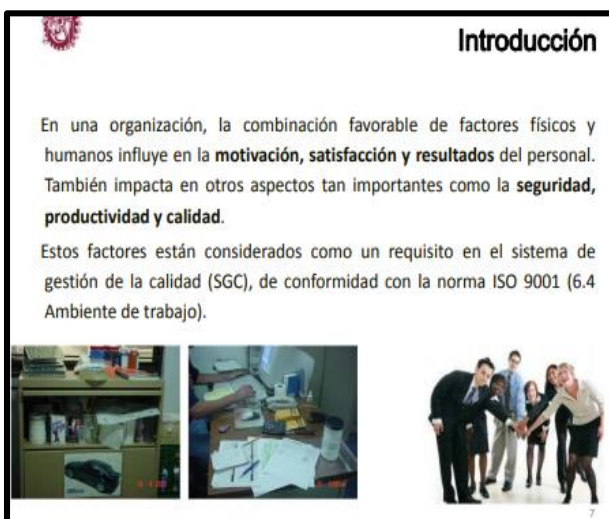 Introducción
En una organización, la combinación favorable de factores físicos y
humanos influye en la motivación, satisfacción y resultados del personal.
También impacta en otros aspectos tan importantes como la seguridad,
productividad y calidad.
Estos factores están considerados como un requisito en el sistema de
gestión de la calidad (SGC), de conformidad con la norma ISO 9001 (6.4
Ambiente de trabajo).
7